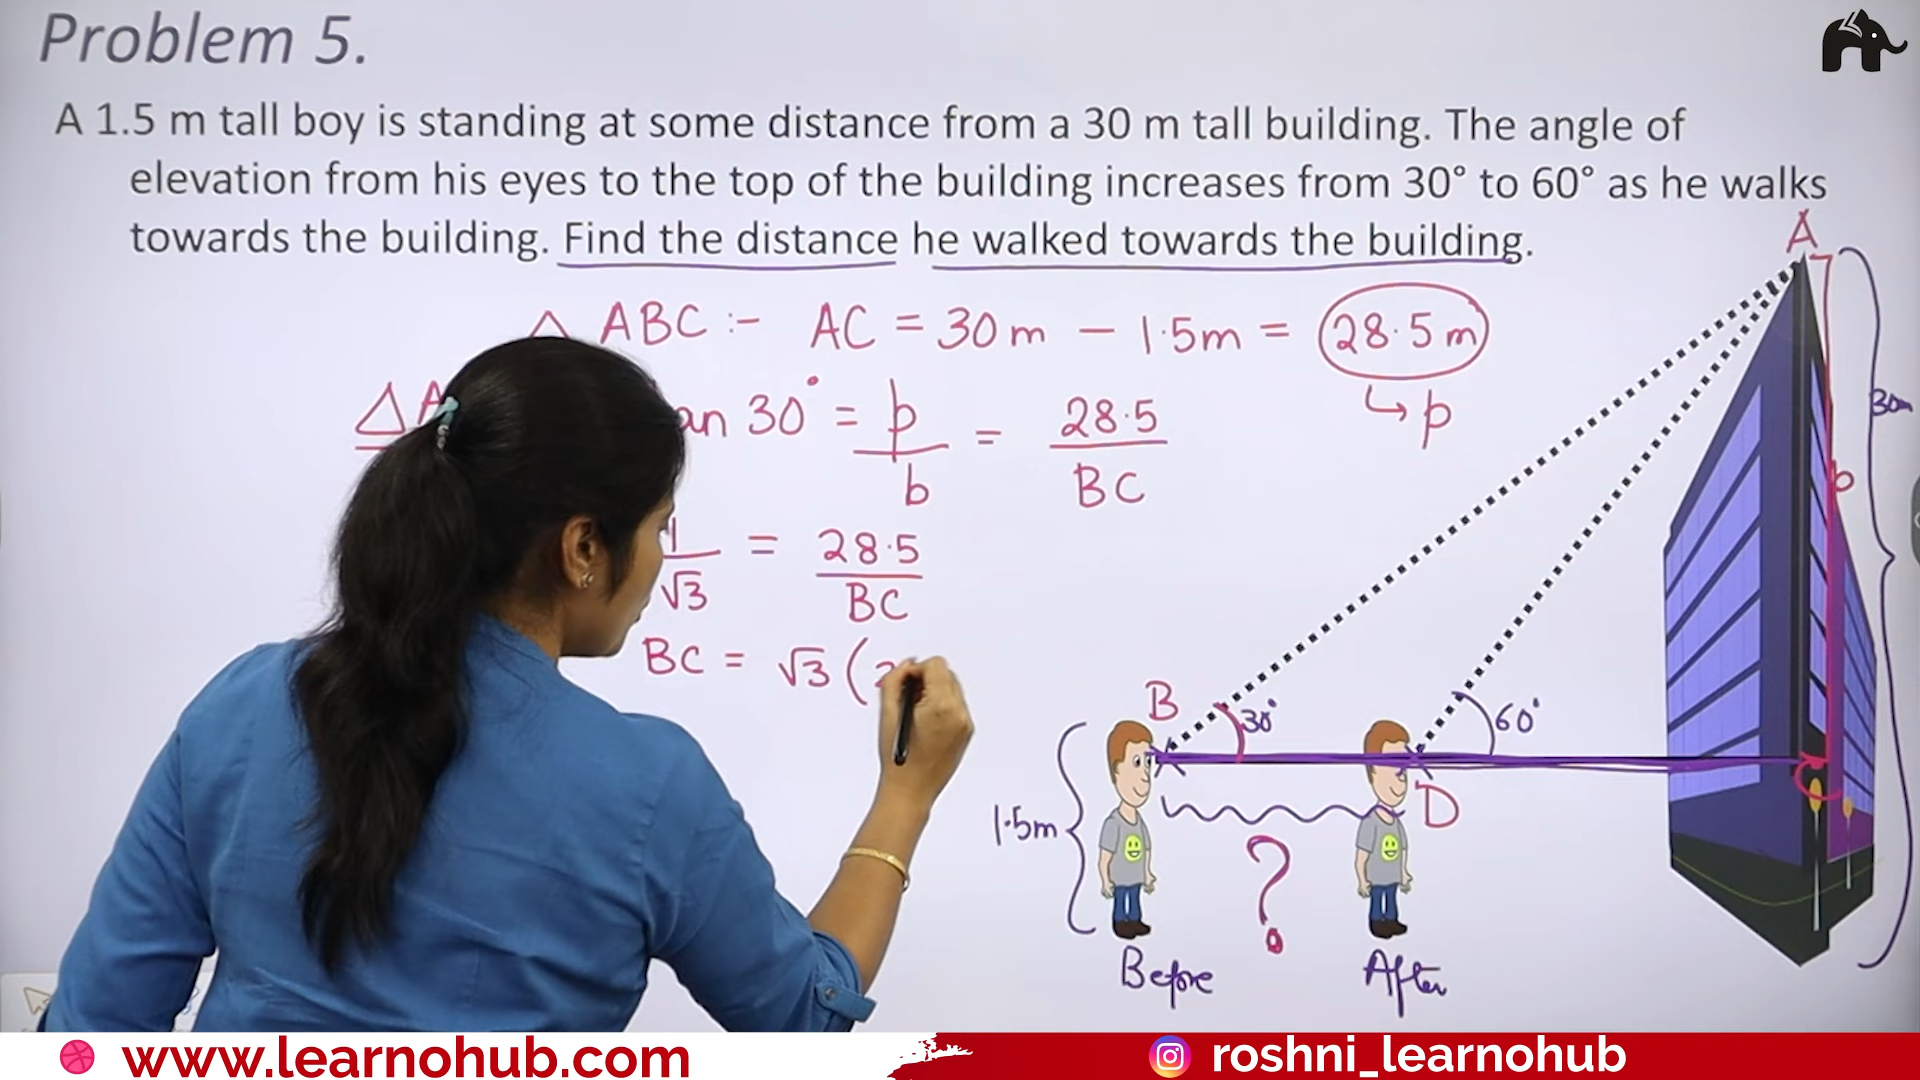 Problem 5.
A 1.5 m tall boy is standing at some distance from a 30 m tall building. The angle of
elevation from his eyes to the top of the building increases from 30° to 60° as he walks
towards the building. Find the distance he walked towards the building.
A
△ ABC :- AC = 30 m - 1.5m = 28.5 m
↳ p
△A an 30° = p/b = 28.5/BC
30m
p
1/√3 = 28.5/BC
BC = √3 (2
B
30°
60°
1.5m
D
?
Before
After
www.learnohub.com
roshni_learnohub